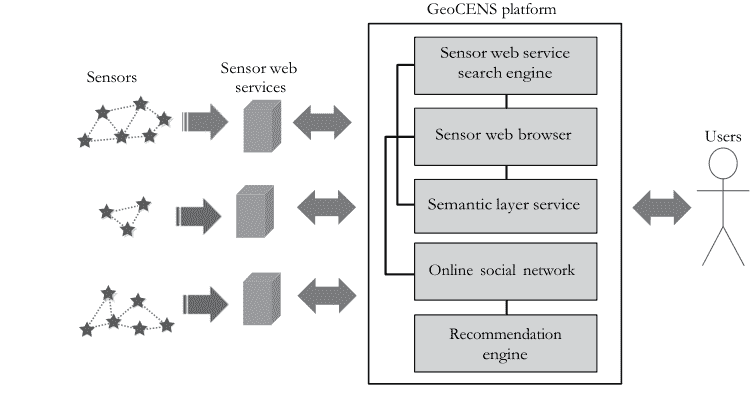 GeoCENS platform
Sensors
Sensor web
services
Sensor web service
search engine
Sensor web browser
Semantic layer service
Online social network
Recommendation
engine
Users